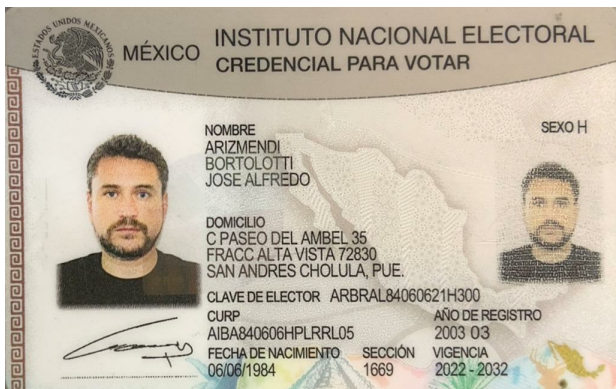 ESTADOS UNIDOS MEXICANOS
MÉXICO
INSTITUTO NACIONAL ELECTORAL
CREDENCIAL PARA VOTAR
NOMBRE
ARIZMENDI
BORTOLOTTI
JOSE ALFREDO
SEXO H
DOMICILIO
C PASEO DEL AMBEL 35
FRACC ALTA VISTA 72830
SAN ANDRES CHOLULA, PUE.
CLAVE DE ELECTOR ARBRAL84060621H300
CURP
AIBA840606HPLRRL05
AÑO DE REGISTRO
2003 03
FECHA DE NACIMIENTO
06/06/1984
SECCIÓN
1669
VIGENCIA
2022 - 2032